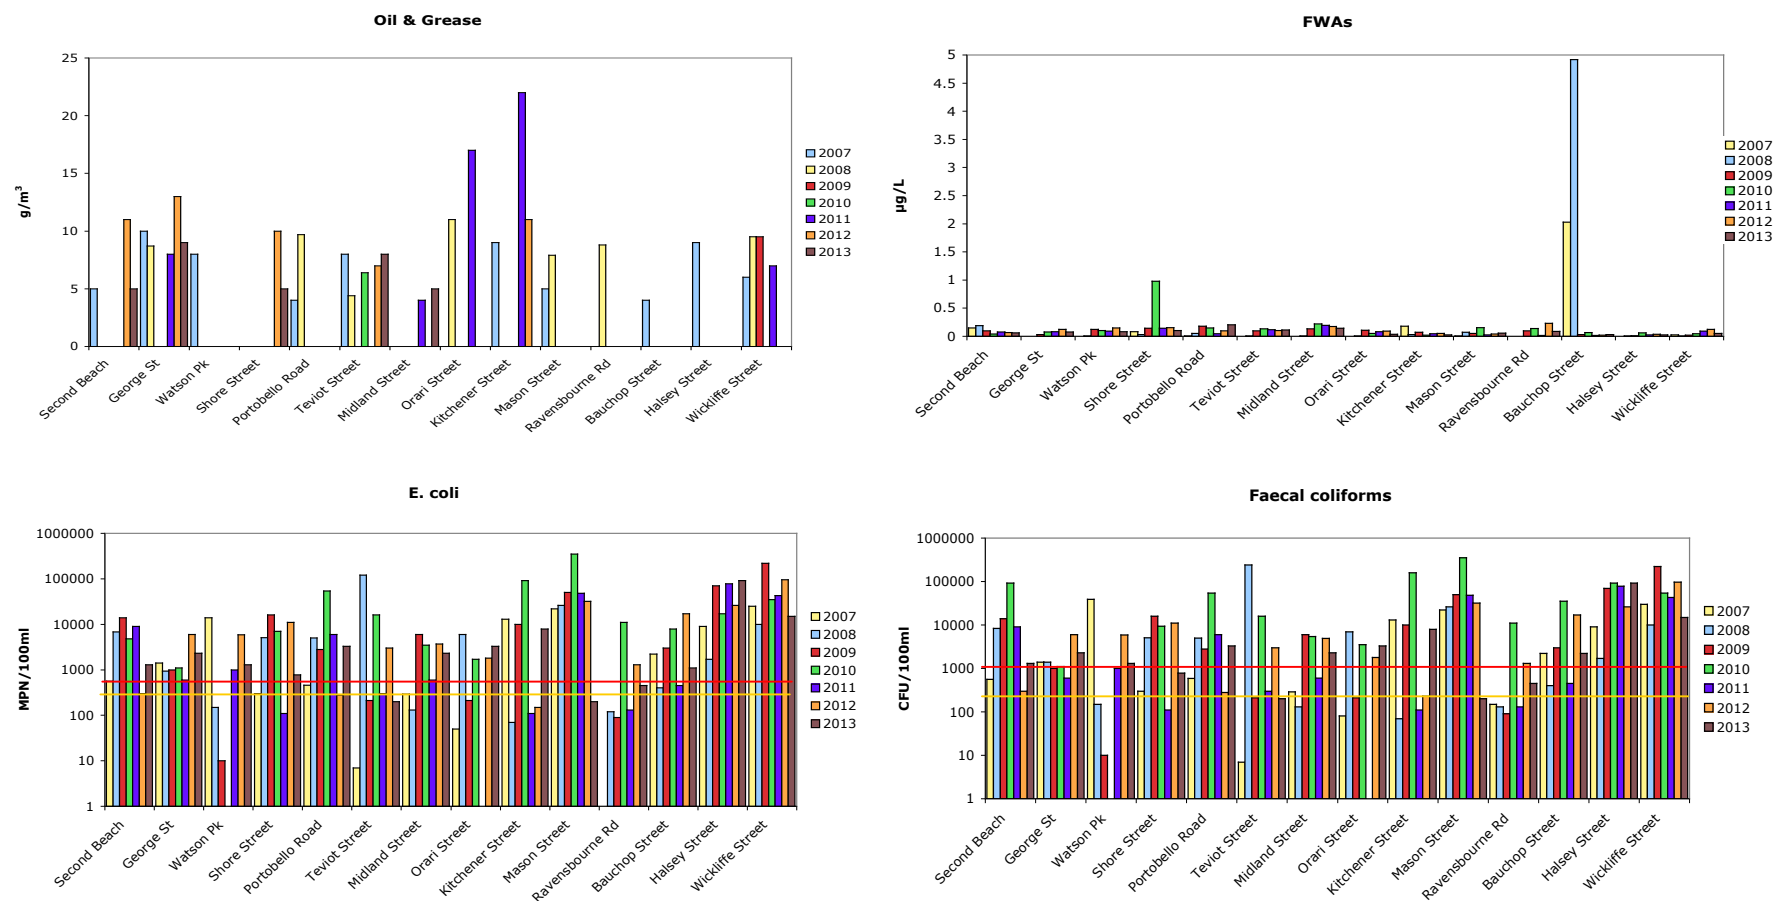 Oil & Grease
25
20
15
10
5
0
g/m³
Second Beach
George St
Watson Pk
Shore Street
Portobello Road
Teviot Street
Midland Street
Orari Street
Kitchener Street
Mason Street
Ravensbourne Rd
Bauchop Street
Halsey Street
Wickliffe Street
2007
2008
2009
2010
2011
2012
2013
FWAs
5
4.5
4
3.5
3
2.5
2
1.5
1
0.5
0
µg/L
Second Beach
George St
Watson Pk
Shore Street
Portobello Road
Teviot Street
Midland Street
Orari Street
Kitchener Street
Mason Street
Ravensbourne Rd
Bauchop Street
Halsey Street
Wickliffe Street
2007
2008
2009
2010
2011
2012
2013
E. coli
1000000
100000
10000
1000
100
10
1
MPN/100ml
Second Beach
George St
Watson Pk
Shore Street
Portobello Road
Teviot Street
Midland Street
Orari Street
Kitchener Street
Mason Street
Ravensbourne Rd
Bauchop Street
Halsey Street
Wickliffe Street
2007
2008
2009
2010
2011
2012
2013
Faecal coliforms
1000000
100000
10000
1000
100
10
1
CFU/100ml
Second Beach
George St
Watson Pk
Shore Street
Portobello Road
Teviot Street
Midland Street
Orari Street
Kitchener Street
Mason Street
Ravensbourne Rd
Bauchop Street
Halsey Street
Wickliffe Street
2007
2008
2009
2010
2011
2012
2013